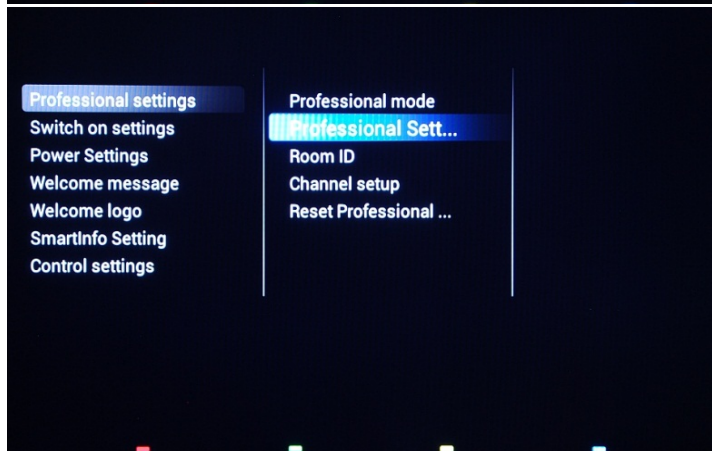 Professional settings
Switch on settings
Power Settings
Welcome message
Welcome logo
SmartInfo Setting
Control settings
Professional mode
Professional Sett...
Room ID
Channel setup
Reset Professional ...